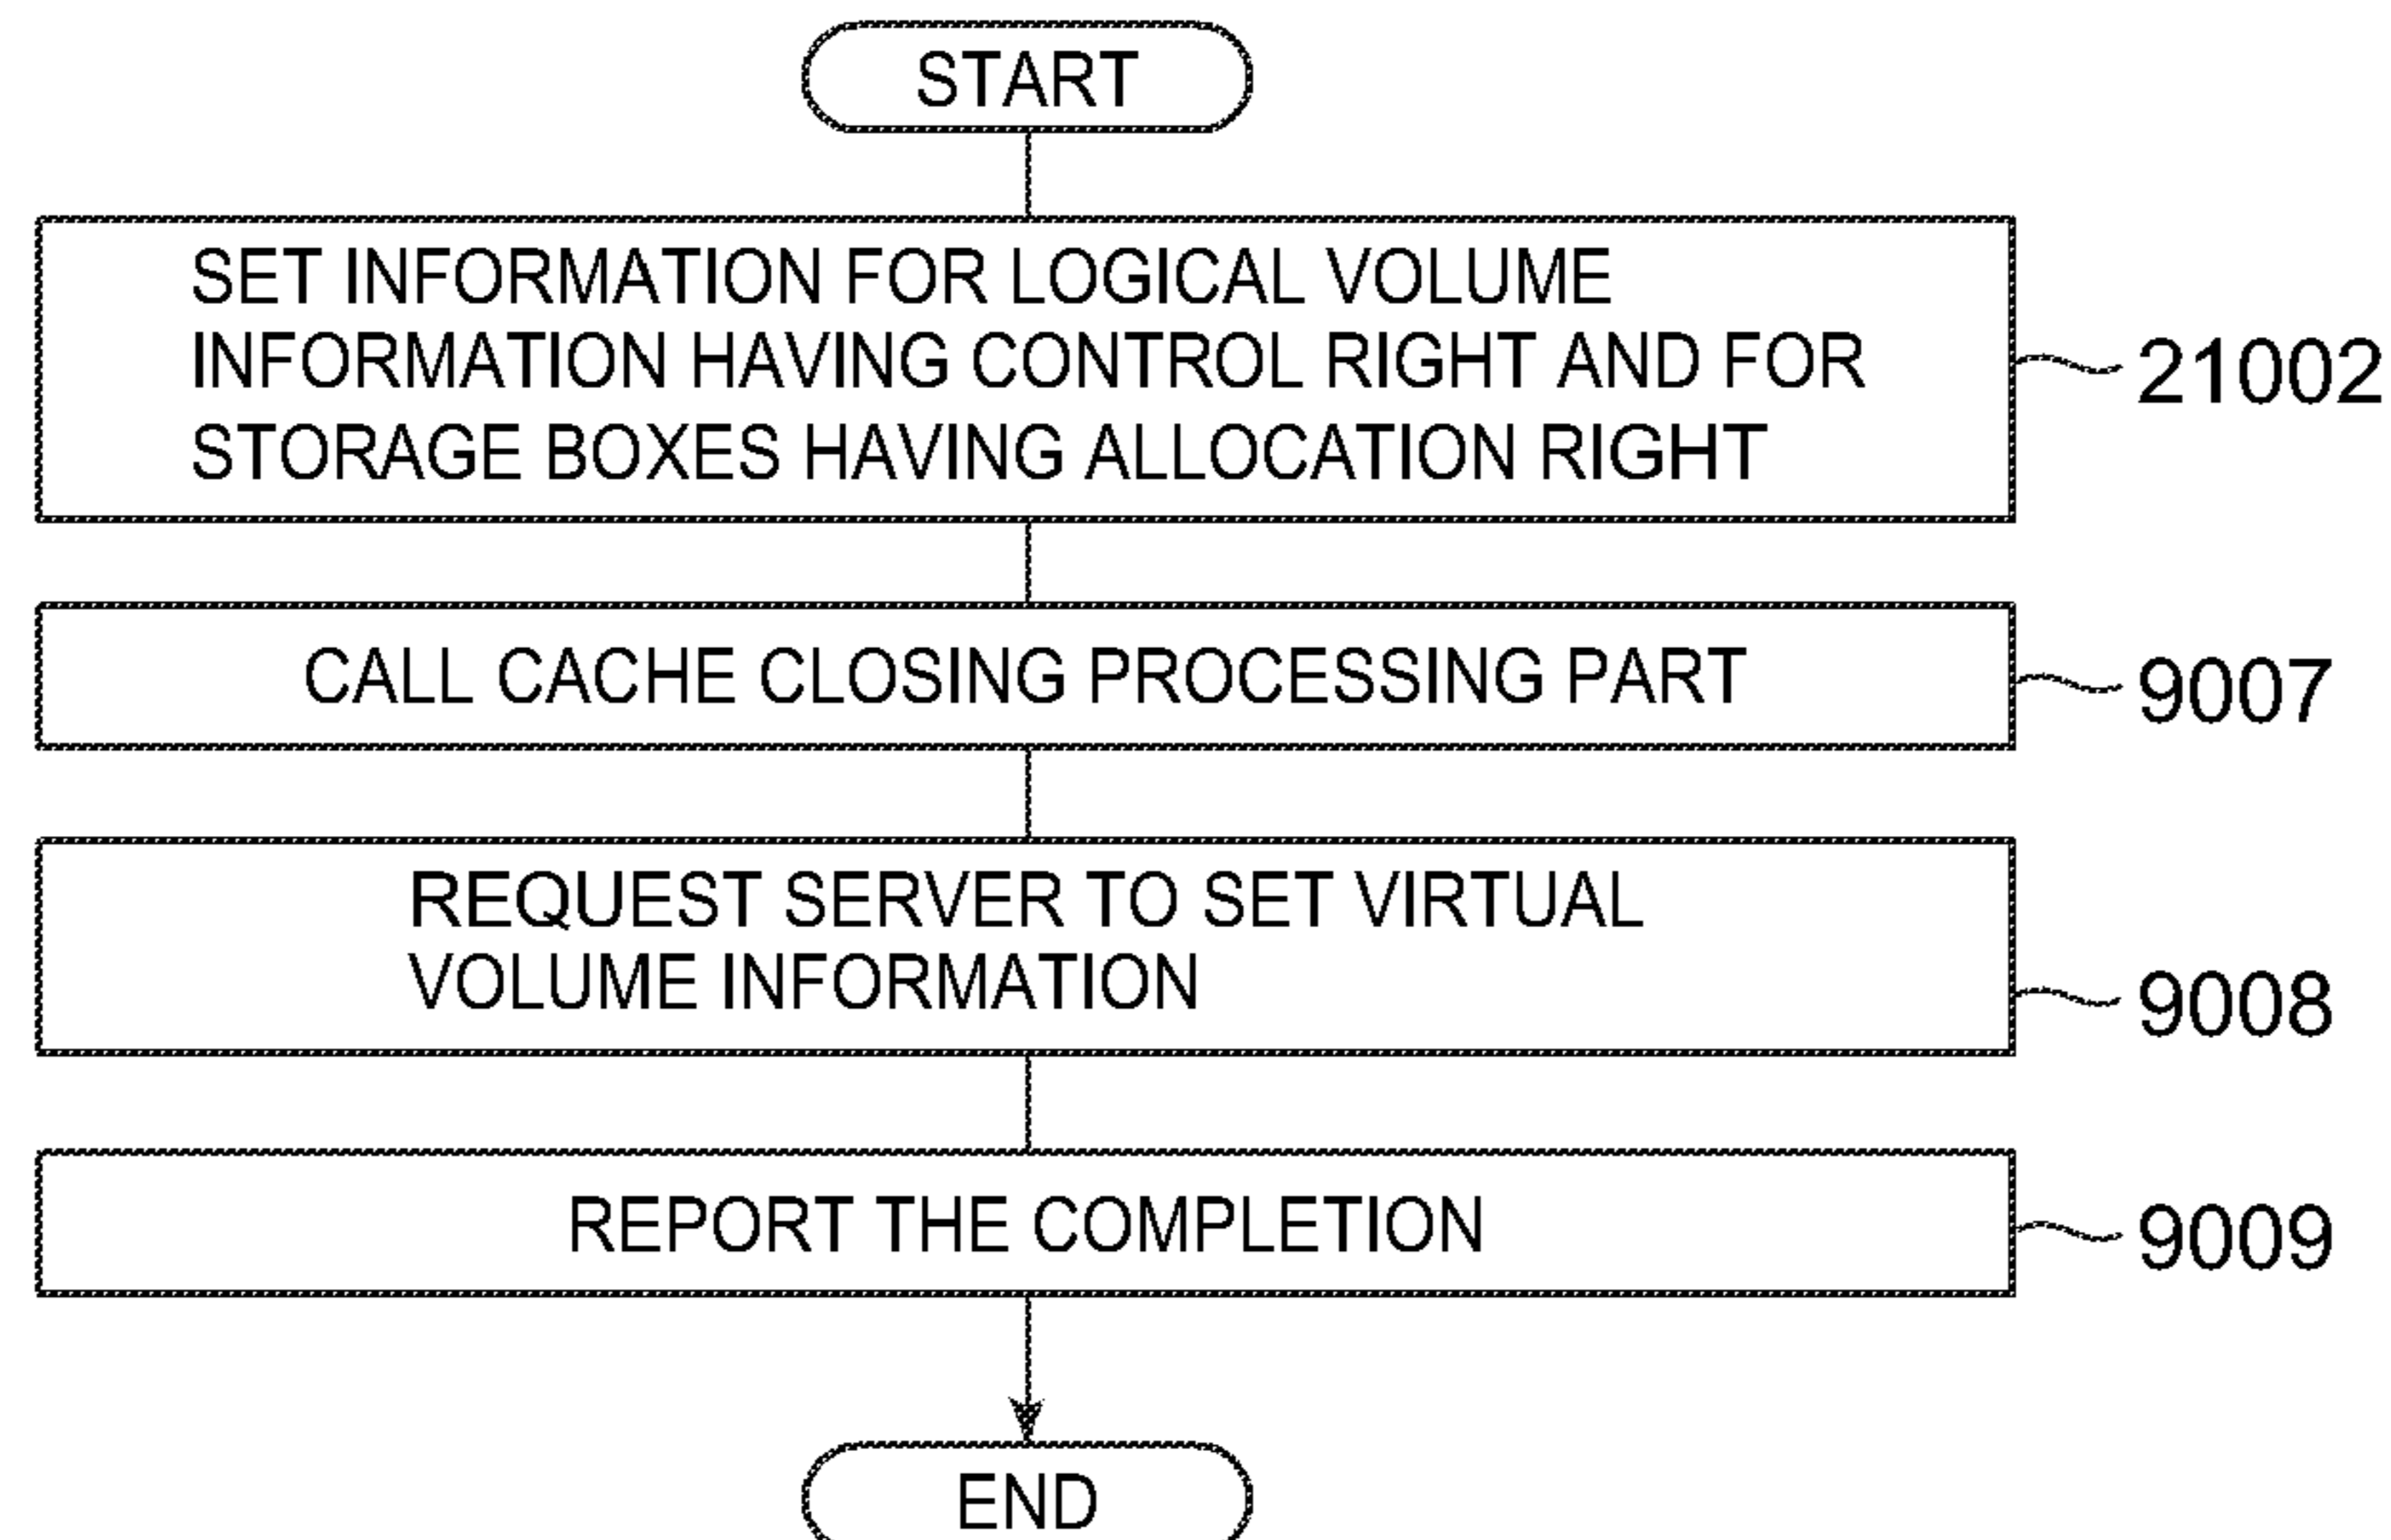 START
SET INFORMATION FOR LOGICAL VOLUME
INFORMATION HAVING CONTROL RIGHT AND FOR
STORAGE BOXES HAVING ALLOCATION RIGHT
21002
CALL CACHE CLOSING PROCESSING PART
9007
REQUEST SERVER TO SET VIRTUAL
VOLUME INFORMATION
9008
REPORT THE COMPLETION
9009
END